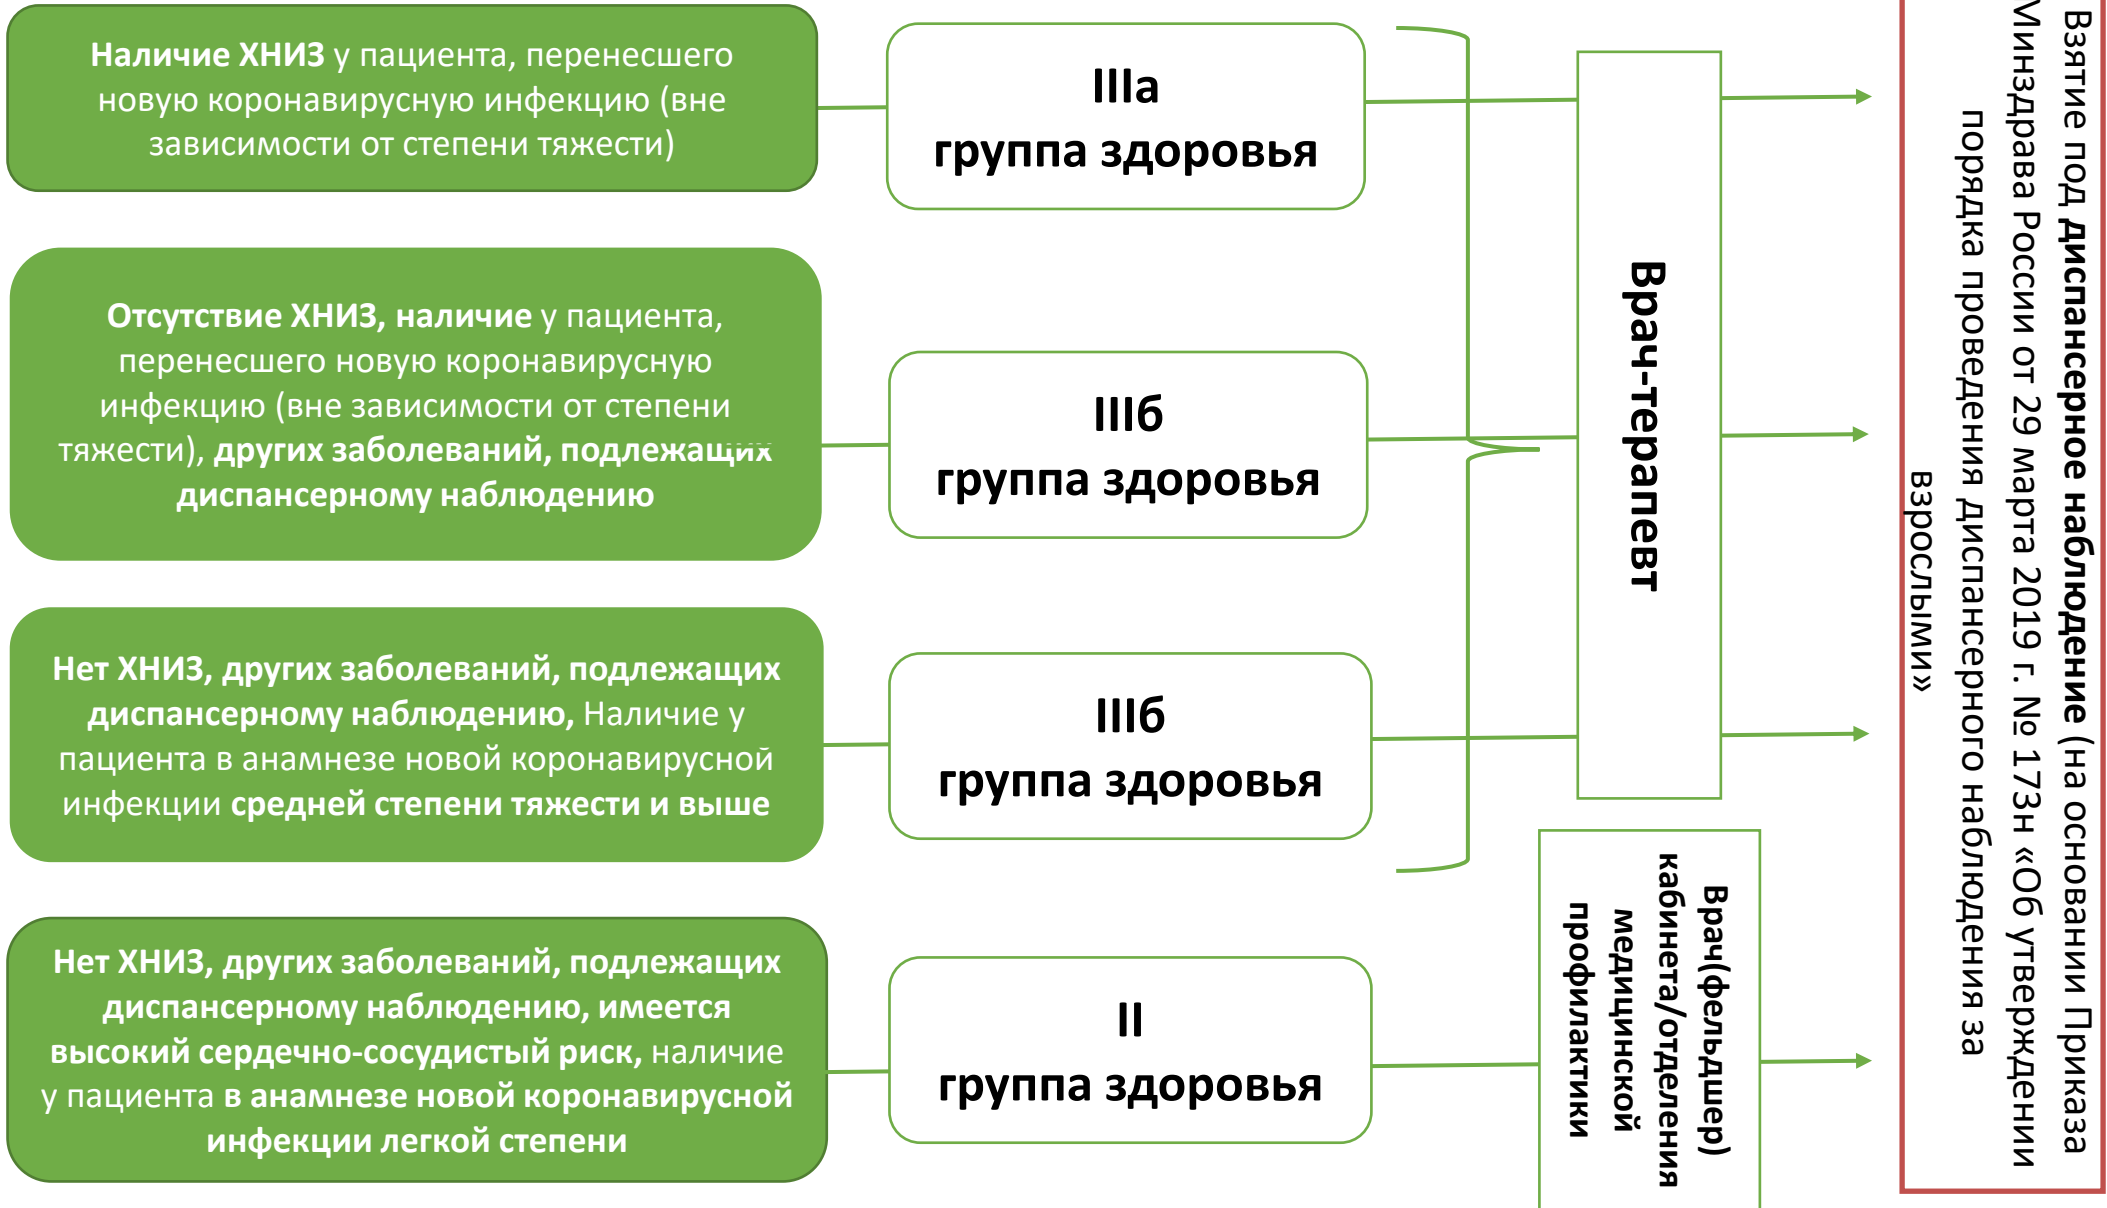 Наличие ХНИЗ у пациента, перенесшего
новую коронавирусную инфекцию (вне
зависимости от степени тяжести)
IIIа
группа здоровья
Отсутствие ХНИЗ, наличие у пациента,
перенесшего новую коронавирусную
инфекцию (вне зависимости от степени
тяжести), других заболеваний, подлежащих
диспансерному наблюдению
IIIб
группа здоровья
Нет ХНИЗ, других заболеваний, подлежащих
диспансерному наблюдению, Наличие у
пациента в анамнезе новой коронавирусной
инфекции средней степени тяжести и выше
IIIб
группа здоровья
Нет ХНИЗ, других заболеваний, подлежащих
диспансерному наблюдению, имеется
высокий сердечно-сосудистый риск, наличие
у пациента в анамнезе новой коронавирусной
инфекции легкой степени
II
группа здоровья
Врач-терапевт
Врач(фельдшер)
кабинета/отделения
медицинской
профилактики
Взятие под диспансерное наблюдение (на основании Приказа
Минздрава России от 29 марта 2019 г. № 173н «Об утверждении
порядка проведения диспансерного наблюдения за
взрослыми»